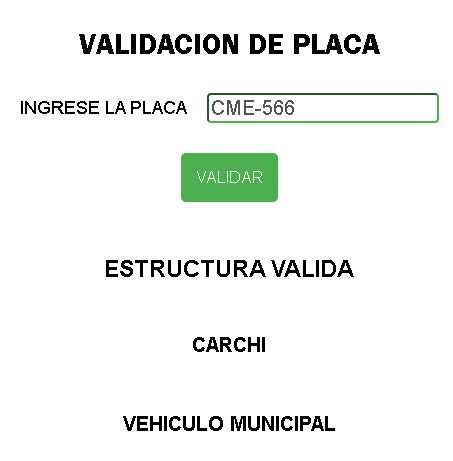 VALIDACION DE PLACA
INGRESE LA PLACA CME-566
VALIDAR
ESTRUCTURA VALIDA
CARCHI
VEHICULO MUNICIPAL